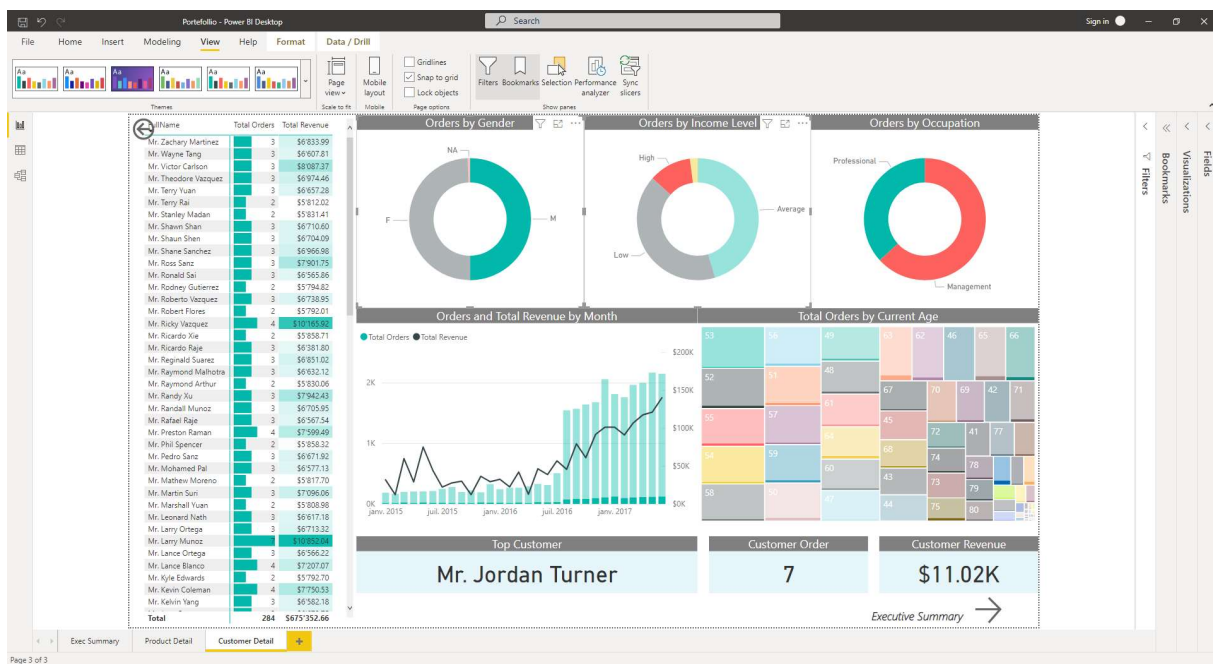 Portefollio - Power BI Desktop
Search
Sign in
File Home Insert Modeling View Help Format Data / Drill
Aa Aa Aa Aa Aa Aa
Page view
Mobile layout
Gridlines
Snap to grid
Lock objects
Filters Bookmarks Selection Performance analyzer Sync slicers
Themes Scale to fit Mobile Page options Show panes
FullName Total Orders Total Revenue
Mr. Zachary Martinez 3 $6'833.99
Mr. Wayne Tang 3 $6'607.81
Mr. Victor Carlson 3 $8'087.37
Mr. Theodore Vazquez 3 $6'974.46
Mr. Terry Yuan 3 $6'657.28
Mr. Terry Rai 2 $5'812.02
Mr. Stanley Madan 2 $5'831.41
Mr. Shawn Shan 3 $6'710.60
Mr. Shaun Shen 3 $6'704.09
Mr. Shane Sanchez 3 $6'966.98
Mr. Ross Sanz 3 $7'901.75
Mr. Ronald Sai 3 $6'565.86
Mr. Rodney Gutierrez 2 $5'794.82
Mr. Roberto Vazquez 3 $6'738.95
Mr. Robert Flores 2 $5'792.01
Mr. Ricky Vazquez 4 $10'165.92
Mr. Ricardo Xie 2 $5'858.71
Mr. Ricardo Raje 3 $6'381.80
Mr. Reginald Suarez 3 $6'851.02
Mr. Raymond Malhotra 3 $6'632.12
Mr. Raymond Arthur 2 $5'830.06
Mr. Randy Xu 3 $7'942.43
Mr. Randall Munoz 3 $6'705.95
Mr. Rafael Raje 3 $6'567.54
Mr. Preston Raman 4 $7'599.49
Mr. Phil Spencer 2 $5'858.32
Mr. Pedro Sanz 3 $6'671.92
Mr. Mohamed Pal 3 $6'577.13
Mr. Mathew Moreno 2 $5'817.70
Mr. Martin Suri 3 $7'096.06
Mr. Marshall Yuan 2 $5'808.98
Mr. Leonard Nath 3 $6'617.18
Mr. Larry Ortega 3 $6'713.32
Mr. Larry Munoz 7 $10'852.04
Mr. Lance Ortega 3 $6'566.22
Mr. Lance Blanco 4 $7'207.07
Mr. Kyle Edwards 2 $5'792.70
Mr. Kevin Coleman 4 $7'750.53
Mr. Kelvin Yang 3 $6'582.18
Total 284 $675'352.66
Orders by Gender
NA
F
M
Orders by Income Level
High
Average
Low
Orders by Occupation
Professional
Management
Orders and Total Revenue by Month
Total Orders Total Revenue
$200K
2K
$150K
$100K
1K
$50K
0K $0K
janv. 2015 juil. 2015 janv. 2016 juil. 2016 janv. 2017
Total Orders by Current Age
53 56 49 63 62 46 65 66
52 51 48
67 70 69 42 71
55 57 61 45
72 41 77
54 59 64 68
74 78
60 43 73 79
58 50 47 44 75 80
Top Customer
Mr. Jordan Turner
Customer Order
7
Customer Revenue
$11.02K
Executive Summary
Filters
Bookmarks
Visualizations
Fields
Exec Summary Product Detail Customer Detail +
Page 3 of 3